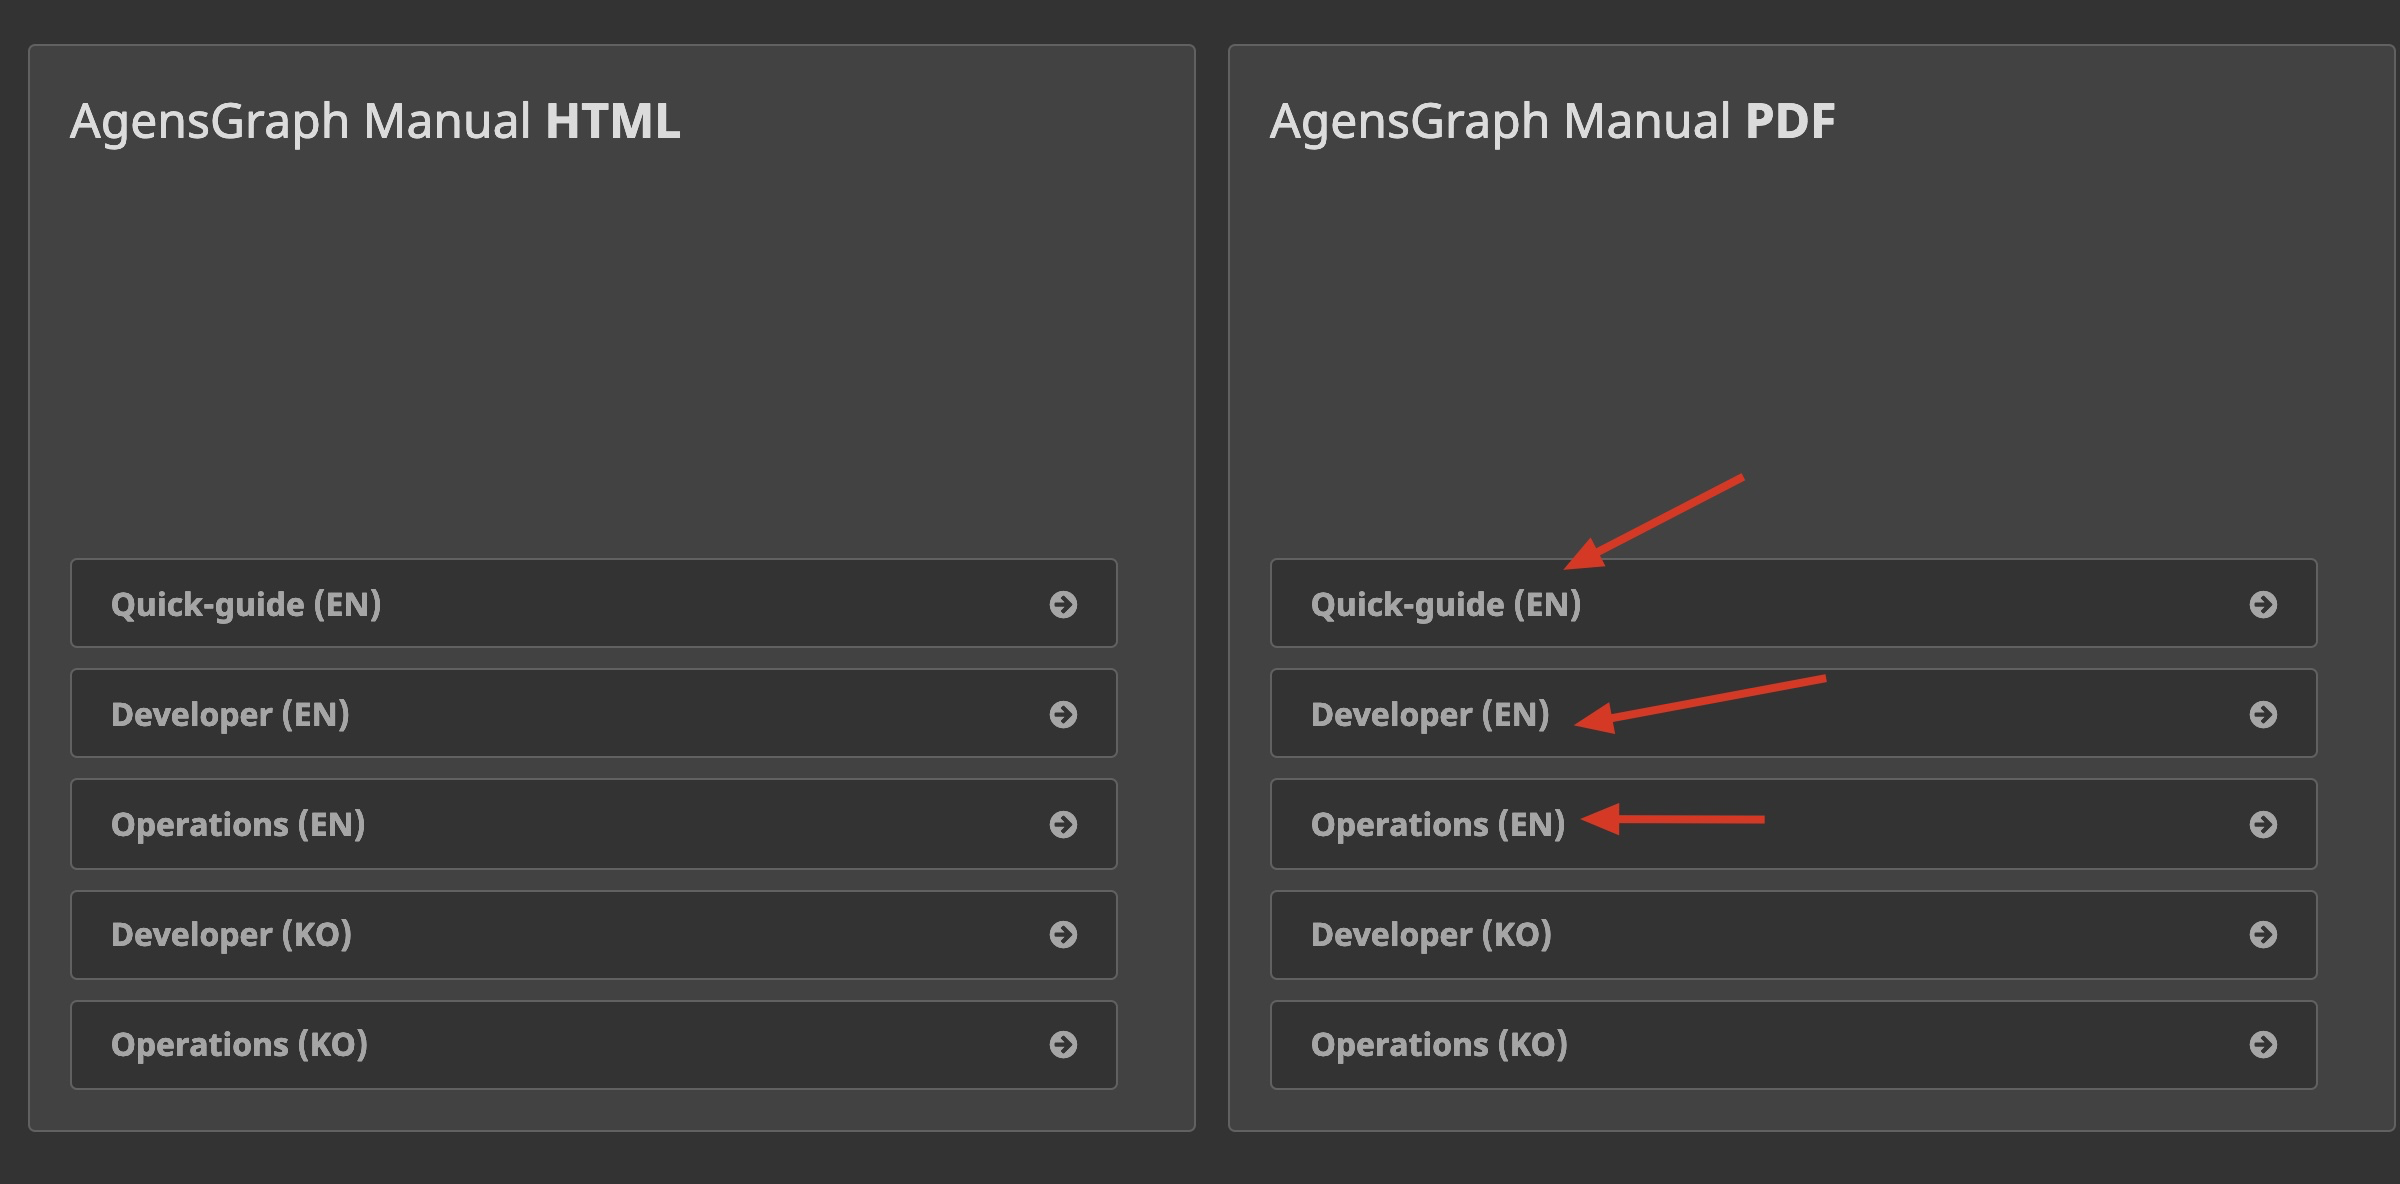 AgensGraph Manual HTML
Quick-guide (EN)
Developer (EN)
Operations (EN)
Developer (KO)
Operations (KO)
AgensGraph Manual PDF
Quick-guide (EN)
Developer (EN)
Operations (EN)
Developer (KO)
Operations (KO)